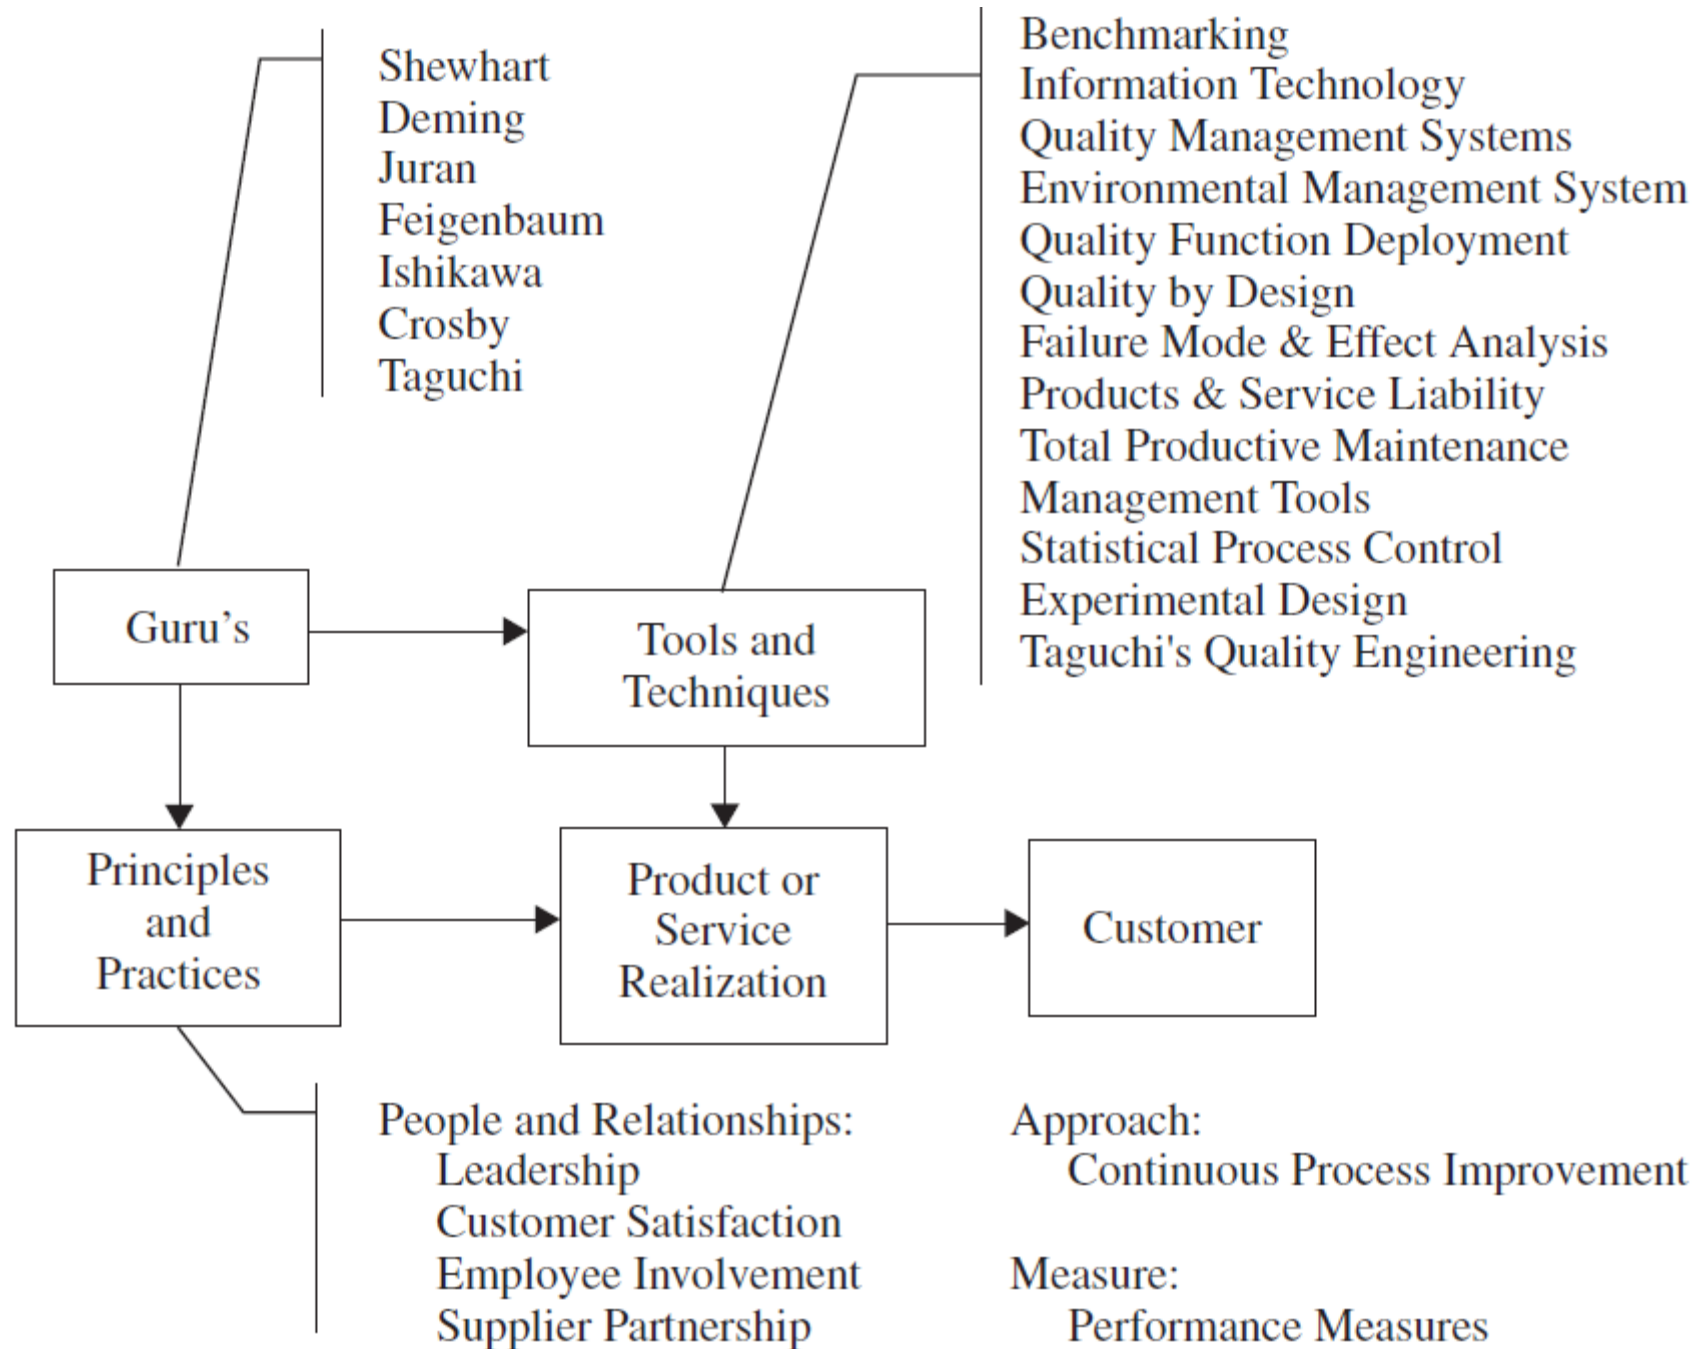 Shewhart
Deming
Juran
Feigenbaum
Ishikawa
Crosby
Taguchi
Benchmarking
Information Technology
Quality Management Systems
Environmental Management System
Quality Function Deployment
Quality by Design
Failure Mode & Effect Analysis
Products & Service Liability
Total Productive Maintenance
Management Tools
Statistical Process Control
Experimental Design
Taguchi's Quality Engineering
Guru’s
Tools and
Techniques
Principles
and
Practices
Product or
Service
Realization
Customer
People and Relationships:
Leadership
Customer Satisfaction
Employee Involvement
Supplier Partnership
Approach:
Continuous Process Improvement
Measure:
Performance Measures